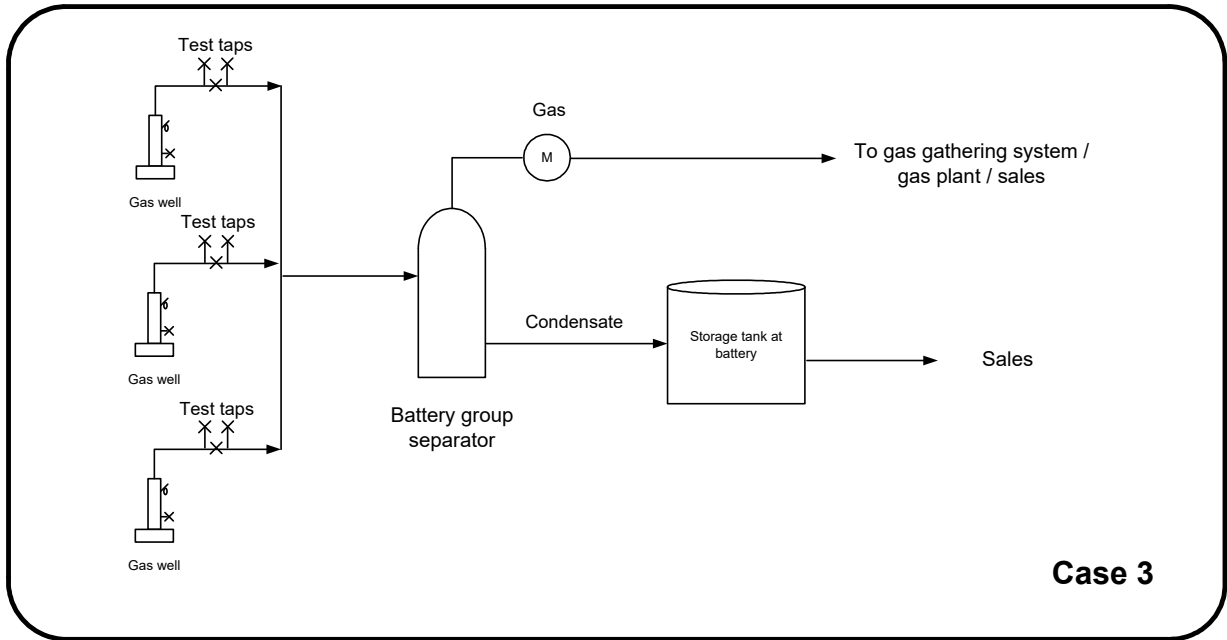 Test taps
Gas well
Test taps
Gas well
Test taps
Gas well
Gas
M
To gas gathering system /
gas plant / sales
Battery group
separator
Condensate
Storage tank at
battery
Sales
Case 3